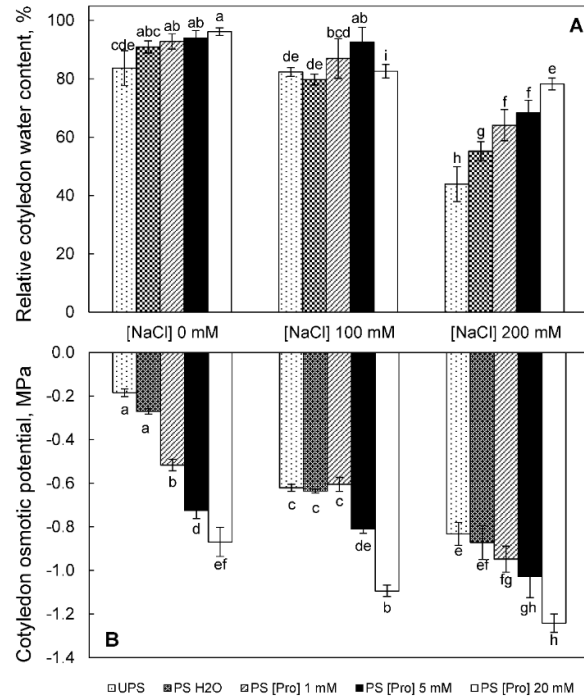 Relative cotyledon water content, %
100
80
60
40
20
0
A
cde abc ab ab a
de de bcd ab i
h g f f e
[NaCl] 0 mM [NaCl] 100 mM [NaCl] 200 mM
Cotyledon osmotic potential, MPa
0.0
-0.2
-0.4
-0.6
-0.8
-1.0
-1.2
-1.4
a a b d ef
c c c de b
e ef fg gh h
B
UPS PS H2O PS [Pro] 1 mM PS [Pro] 5 mM PS [Pro] 20 mM